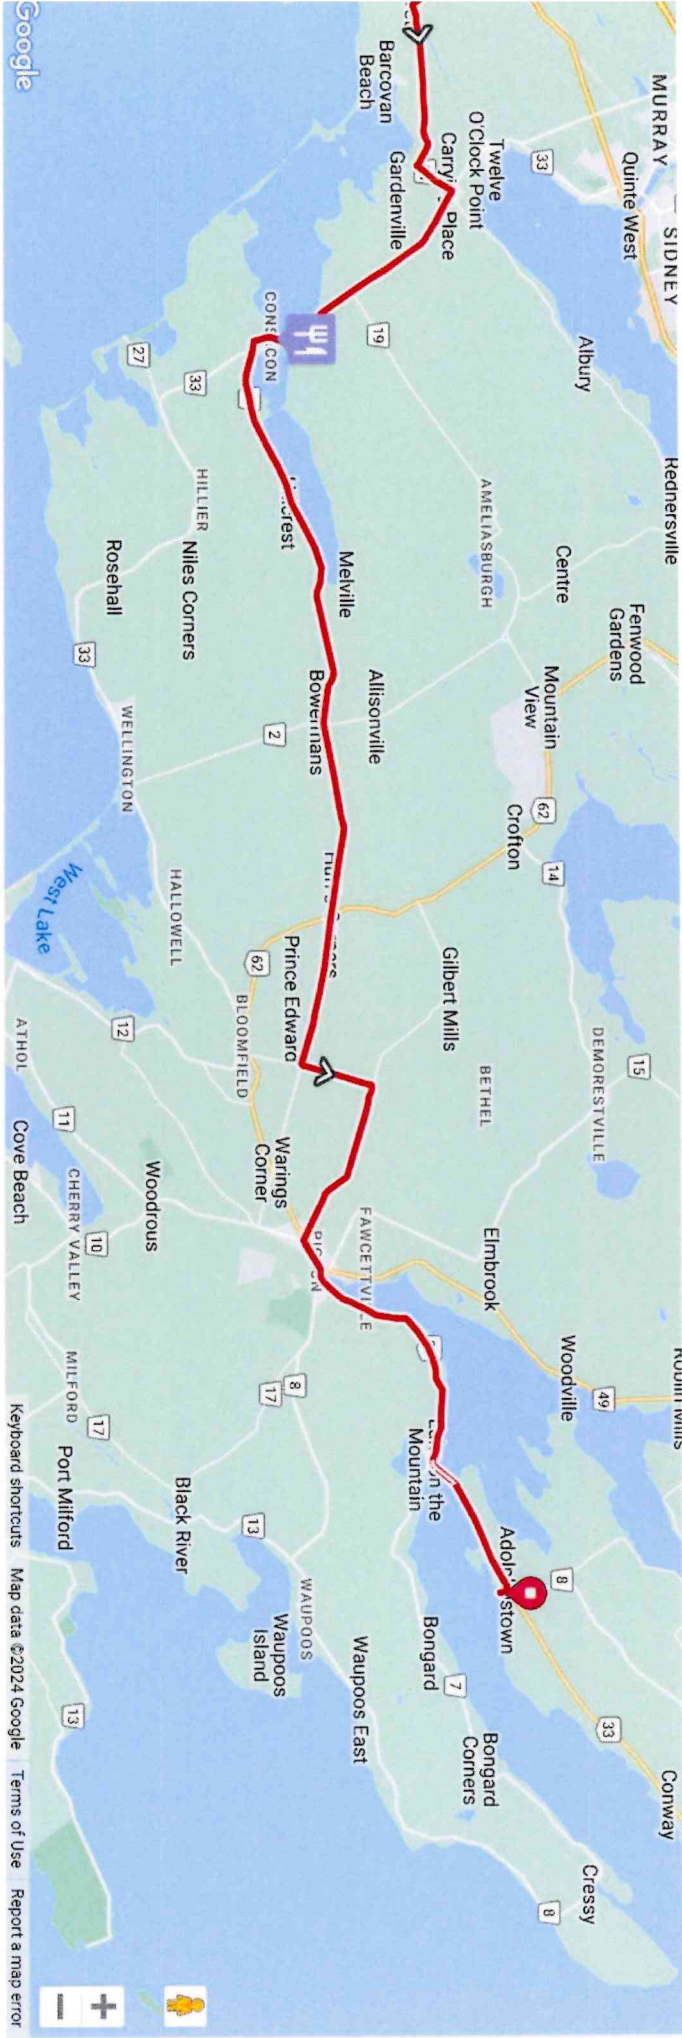 MURRAY
SIDNEY
Quinte West
Rednersville
Fenwood
Gardens
Conway
33
Albury
Centre
15
Woodville
49
33
Twelve
O'Clock Point
Mountain
View
62
14
Crofton
DEMORESTVILLE
8
Cressy
8
Place
AMELIASBURGH
BETHEL
Elmbrook
Bongard
Corners
Barcovan
Beach
Gardenville
19
Allisonville
Gilbert Mills
on the
Mountain
Bongard
7
Melville
FAWCETTVILLE
Waupoos East
Prince Edward
Warings
Corner
8
17
WAUPOOS
Waupoos
Island
2
62
BLOOMFIELD
13
33
HILLIER
Niles Corners
HALLOWELL
Black River
27
Rosehall
WELLINGTON
12
Woodrous
33
West Lake
11
10
CHERRY VALLEY
MILFORD
17
Port Milford
13
ATHOL
Cove Beach
Google
Keyboard shortcuts
Map data ©2024 Google
Terms of Use
Report a map error